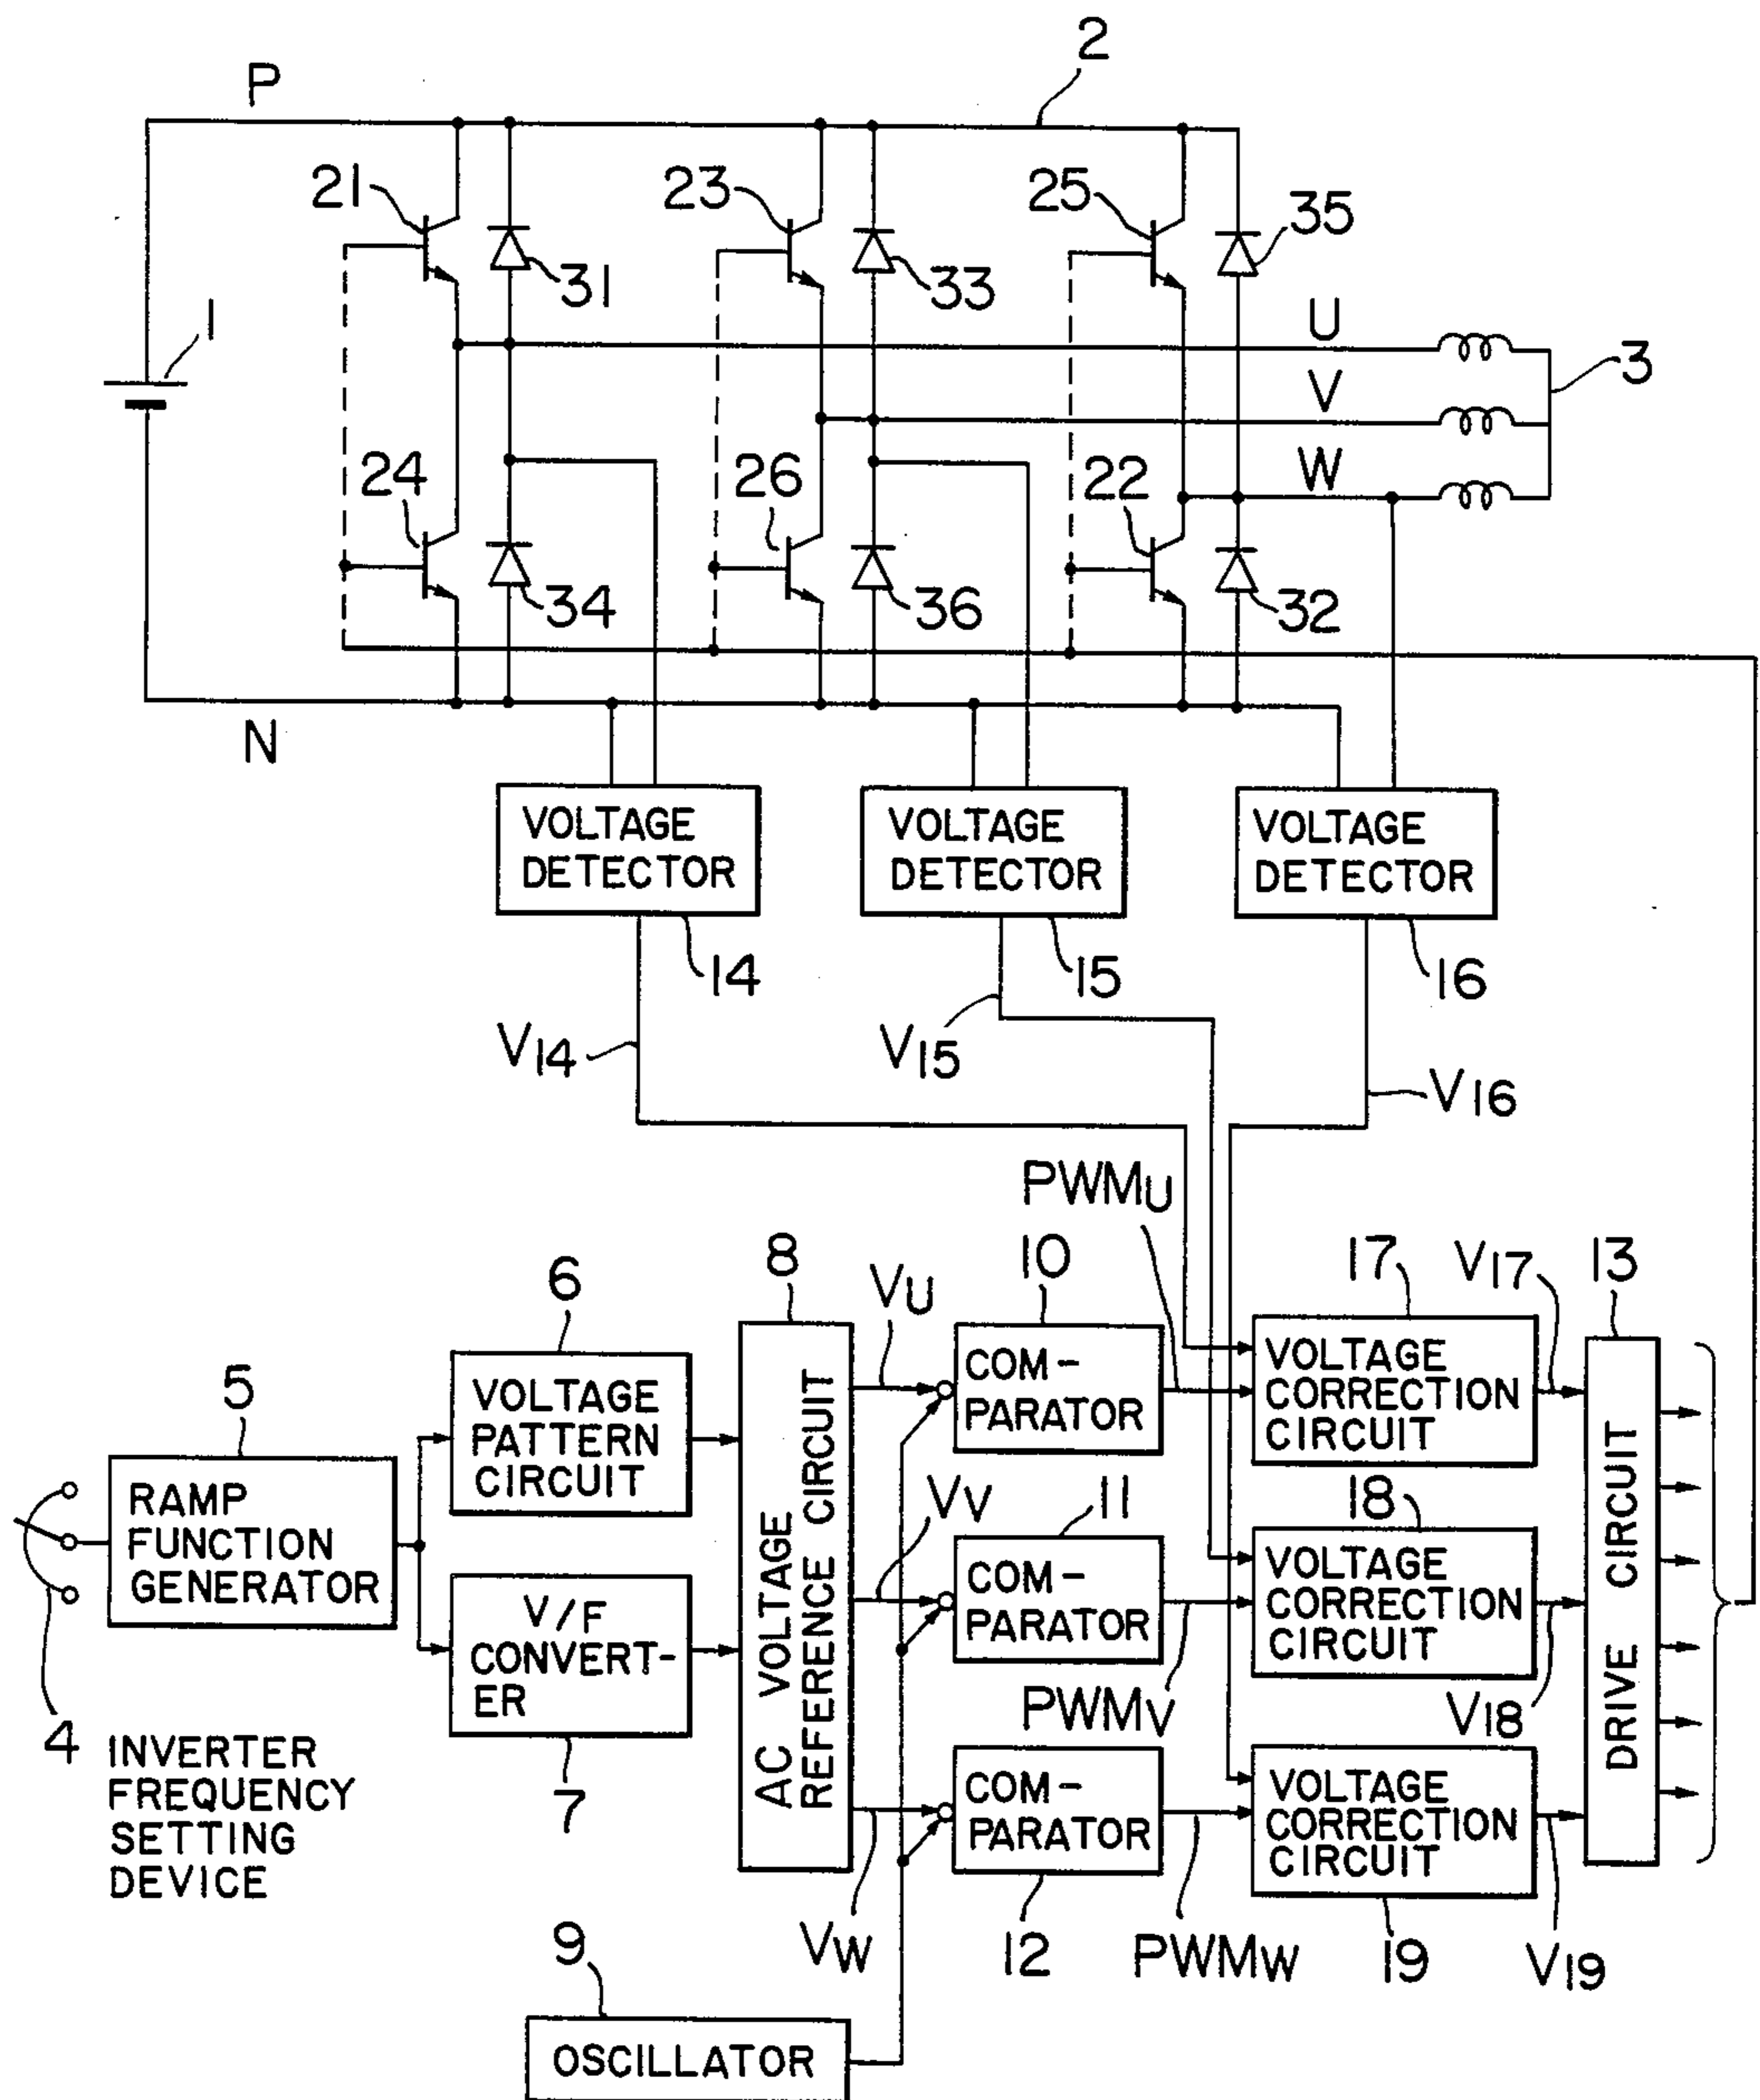 2
P
21
23
25
35
31
33
1
U
3
V
24
26
22
W
34
36
32
N
VOLTAGE
DETECTOR
VOLTAGE
DETECTOR
VOLTAGE
DETECTOR
14
15
16
V14
V15
V16
PWMU
8
10
17
V17
13
6
VU
5
VOLTAGE
PATTERN
CIRCUIT
COM-
PARATOR
VOLTAGE
CORRECTION
CIRCUIT
RAMP
FUNCTION
GENERATOR
AC VOLTAGE
REFERENCE CIRCUIT
VV
11
18
DRIVE CIRCUIT
V/F
CONVERT-
ER
COM-
PARATOR
VOLTAGE
CORRECTION
CIRCUIT
4
INVERTER
FREQUENCY
SETTING
DEVICE
7
PWMV
V18
COM-
PARATOR
VOLTAGE
CORRECTION
CIRCUIT
9
VW
12
PWMW
19
V19
OSCILLATOR